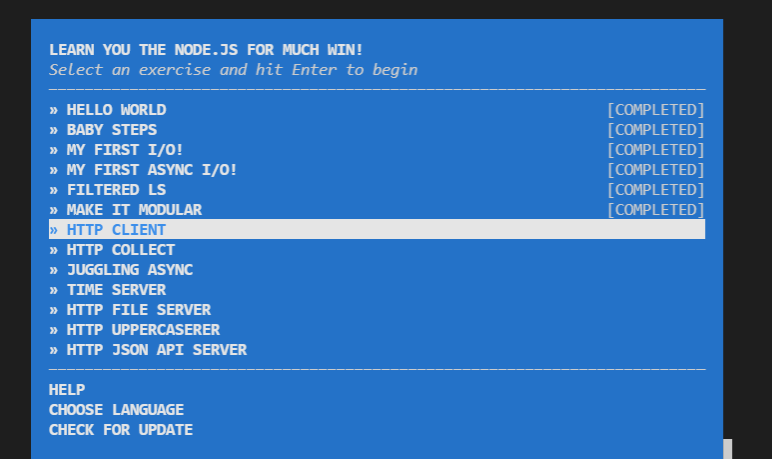 LEARN YOU THE NODE.JS FOR MUCH WIN!
Select an exercise and hit Enter to begin
» HELLO WORLD [COMPLETED]
» BABY STEPS [COMPLETED]
» MY FIRST I/O! [COMPLETED]
» MY FIRST ASYNC I/O! [COMPLETED]
» FILTERED LS [COMPLETED]
» MAKE IT MODULAR [COMPLETED]
» HTTP CLIENT
» HTTP COLLECT
» JUGGLING ASYNC
» TIME SERVER
» HTTP FILE SERVER
» HTTP UPPERCASERER
» HTTP JSON API SERVER
HELP
CHOOSE LANGUAGE
CHECK FOR UPDATE